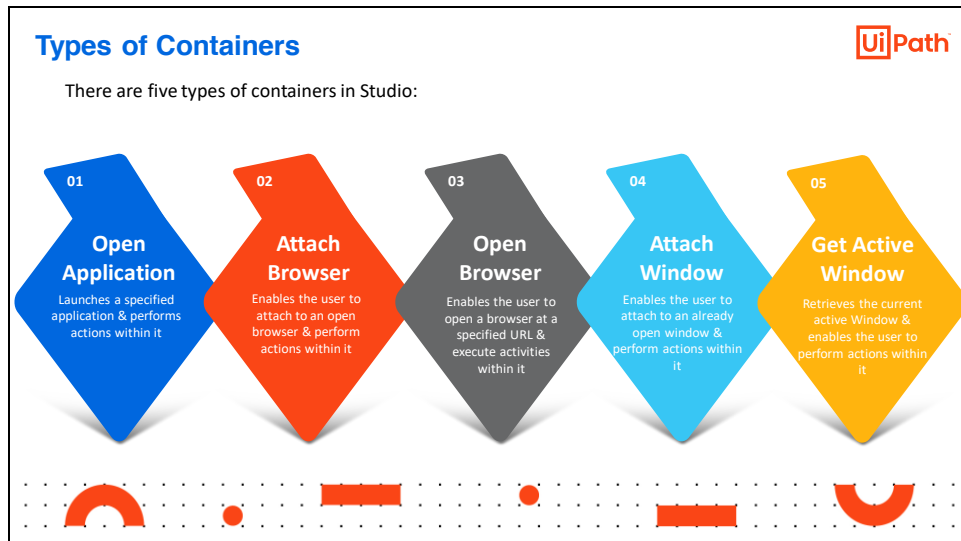 Types of Containers
UiPath
There are five types of containers in Studio:
01
Open
Application
Launches a specified
application & performs
actions within it
02
Attach
Browser
Enables the user to
attach to an open
browser & perform
actions within it
03
Open
Browser
Enables the user to
open a browser at a
specified URL &
execute activities
within it
04
Attach
Window
Enables the user to
attach to an already
open window &
perform actions within
it
05
Get Active
Window
Retrieves the current
active Window &
enables the user to
perform actions within
it